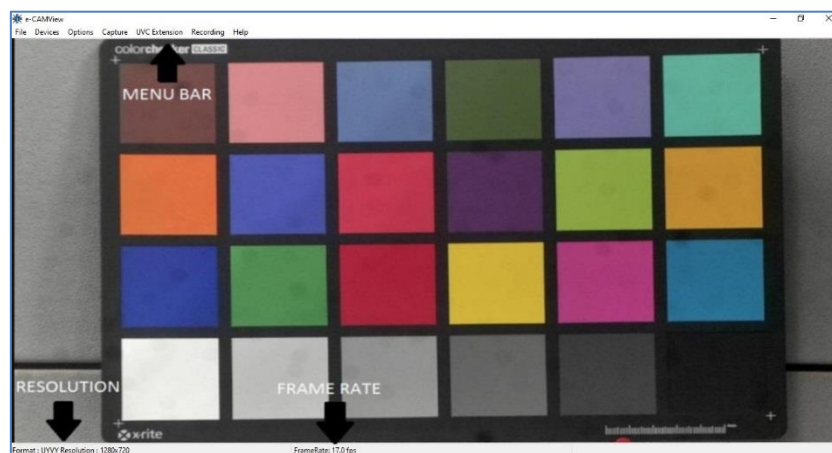 e-CAMView
File Devices Options Capture UVC Extension Recording Help
colorchecker CLASSIC
MENU BAR
RESOLUTION
FRAME RATE
x-rite
Format : UYVY Resolution : 1280x720 FrameRate: 17.0 fps